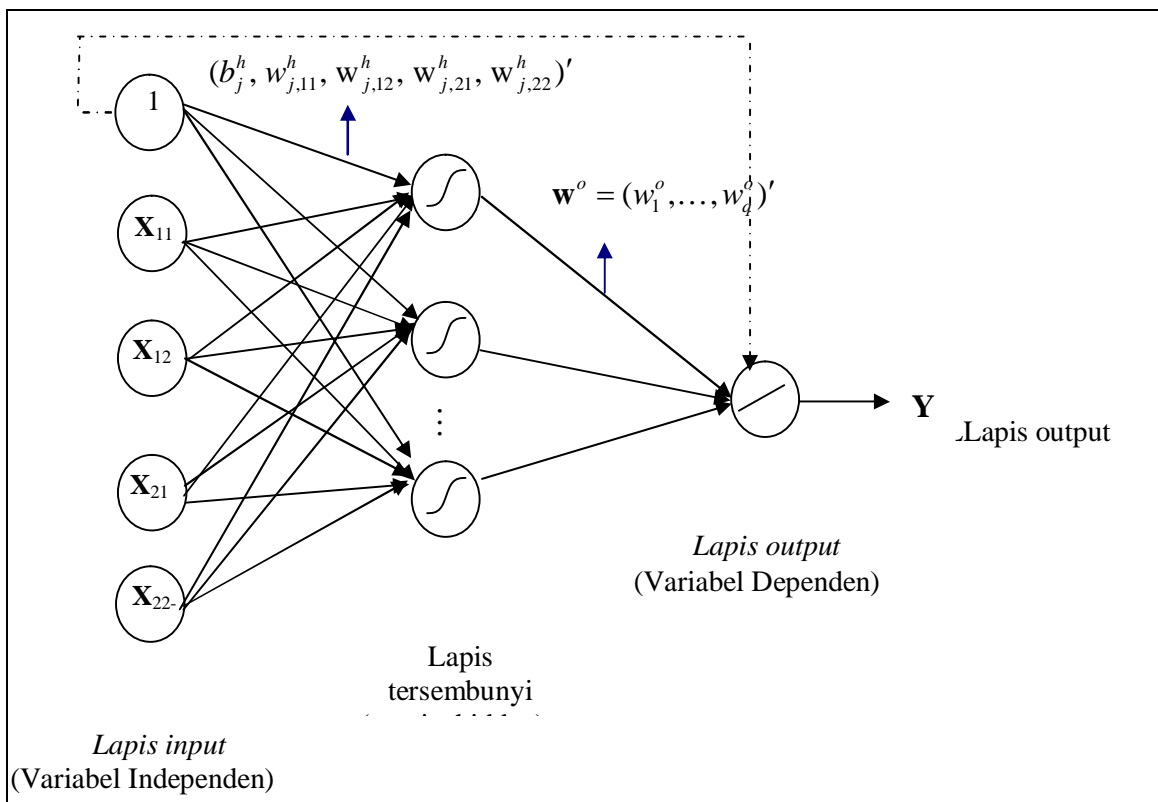 (b_j^h, w_{j,11}^h, w_{j,12}^h, w_{j,21}^h, w_{j,22}^h)′
1
w^o = (w_1^o,…,w_q^o)′
X11
X12
X21
X22-
⋮
Y
Lapis output
Lapis output
(Variabel Dependen)
Lapis
tersembunyi
Lapis input
(Variabel Independen)